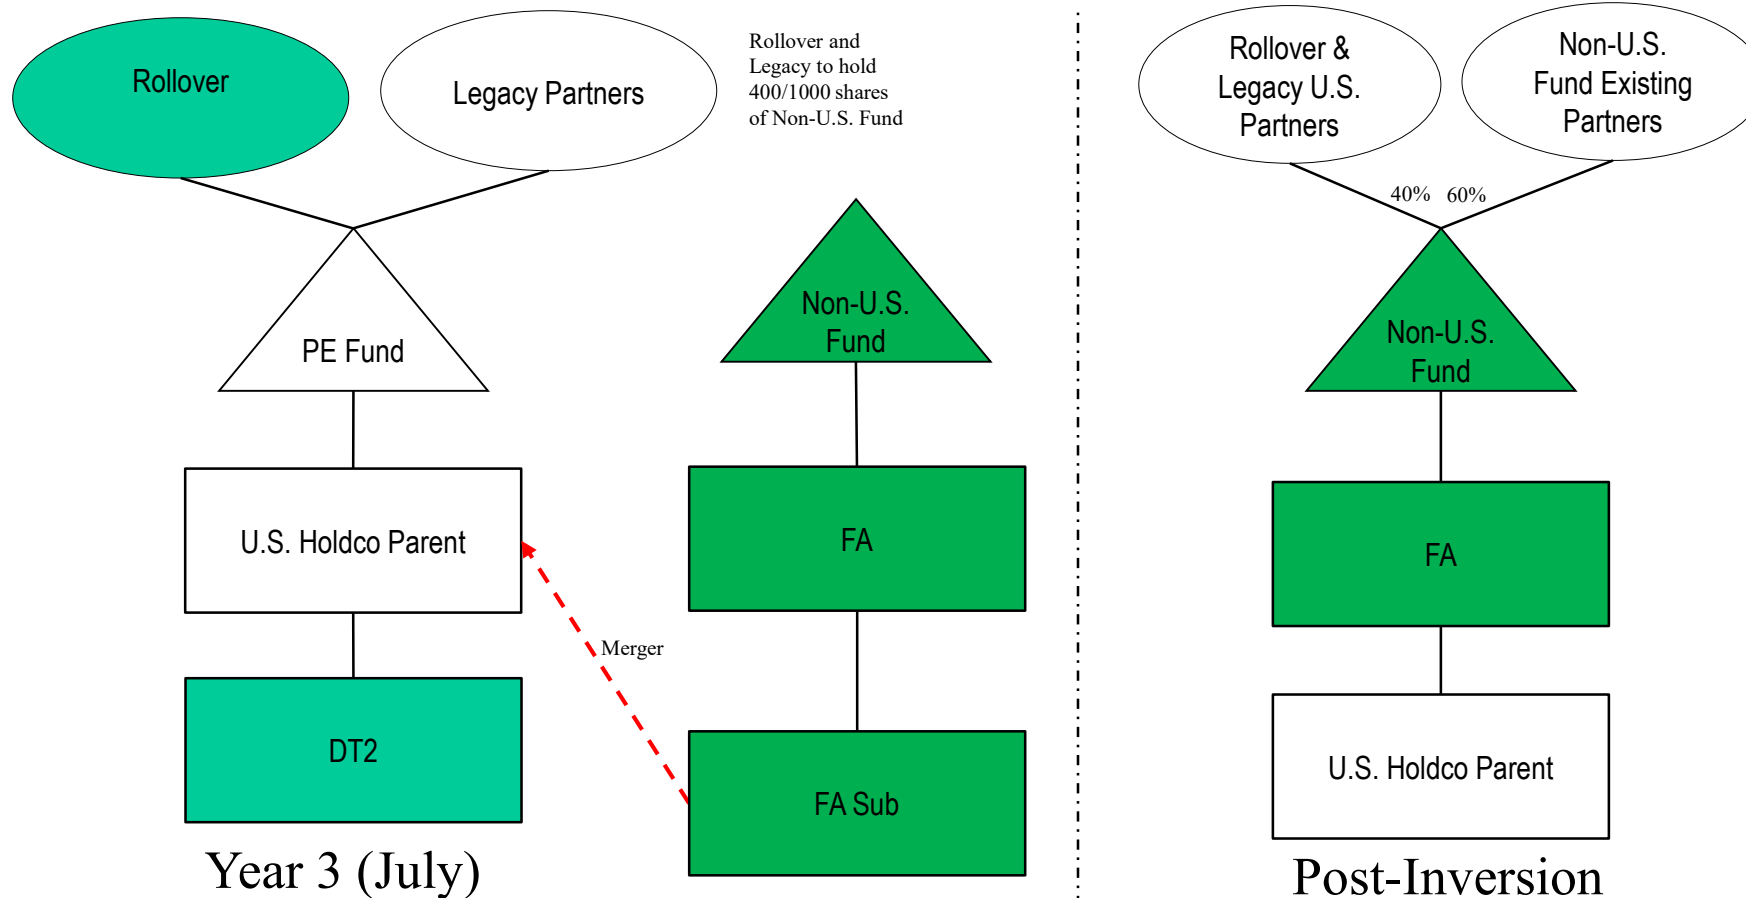 Rollover
Legacy Partners
Rollover and
Legacy to hold
400/1000 shares
of Non-U.S. Fund
PE Fund
Non-U.S.
Fund
U.S. Holdco Parent
FA
Merger
DT2
FA Sub
Year 3 (July)
Rollover &
Legacy U.S.
Partners
Non-U.S.
Fund Existing
Partners
40% 60%
Non-U.S.
Fund
FA
U.S. Holdco Parent
Post-Inversion